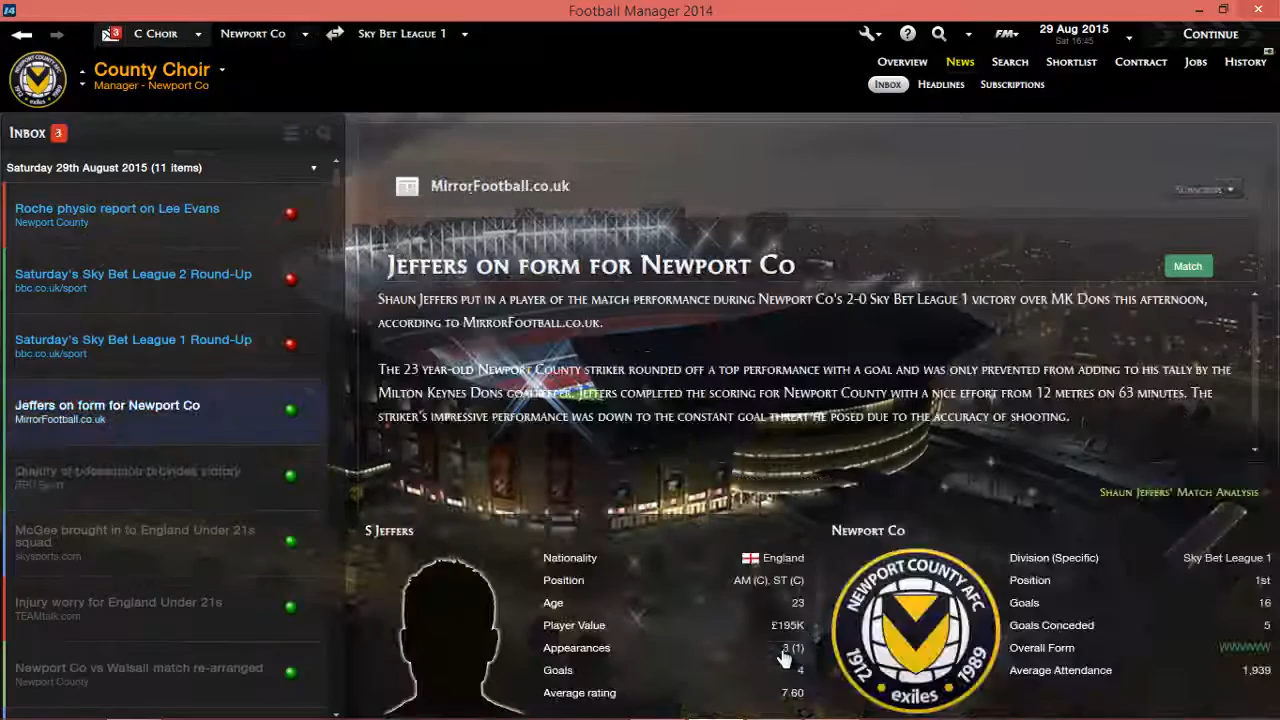 Football Manager 2014
3 C Choir Newport Co Sky Bet League 1 FM 29 Aug 2015 Sat 16:45 Continue
County Choir
Manager - Newport Co
Overview News Search Shortlist Contract Jobs History
Inbox Headlines Subscriptions
Inbox 3
Saturday 29th August 2015 (11 items)
Roche physio report on Lee Evans
Newport County
Saturday's Sky Bet League 2 Round-Up
bbc.co.uk/sport
Saturday's Sky Bet League 1 Round-Up
bbc.co.uk/sport
Jeffers on form for Newport Co
MirrorFootball.co.uk
Quality of possession provides victory
McGee brought in to England Under 21s
squad
skysports.com
Injury worry for England Under 21s
TEAMtalk.com
Newport Co vs Walsall match re-arranged
Newport County
MirrorFootball.co.uk
Subscribe
Jeffers on form for Newport Co
Match
Shaun Jeffers put in a player of the match performance during Newport Co's 2-0 Sky Bet League 1 victory over MK Dons this afternoon,
according to MirrorFootball.co.uk.
The 23 year-old Newport County striker rounded off a top performance with a goal and was only prevented from adding to his tally by the
Milton Keynes Dons goalkeeper. Jeffers completed the scoring for Newport County with a nice effort from 12 metres on 63 minutes. The
striker's impressive performance was down to the constant goal threat he posed due to the accuracy of shooting.
Shaun Jeffers' Match Analysis
S Jeffers
Nationality England
Position AM (C), ST (C)
Age 23
Player Value £195K
Appearances 3 (1)
Goals 4
Average rating 7.60
Newport Co
NEWPORT COUNTY AFC
1912 1989
exiles
Division (Specific) Sky Bet League 1
Position 1st
Goals 16
Goals Conceded 5
Overall Form
Average Attendance 1,939